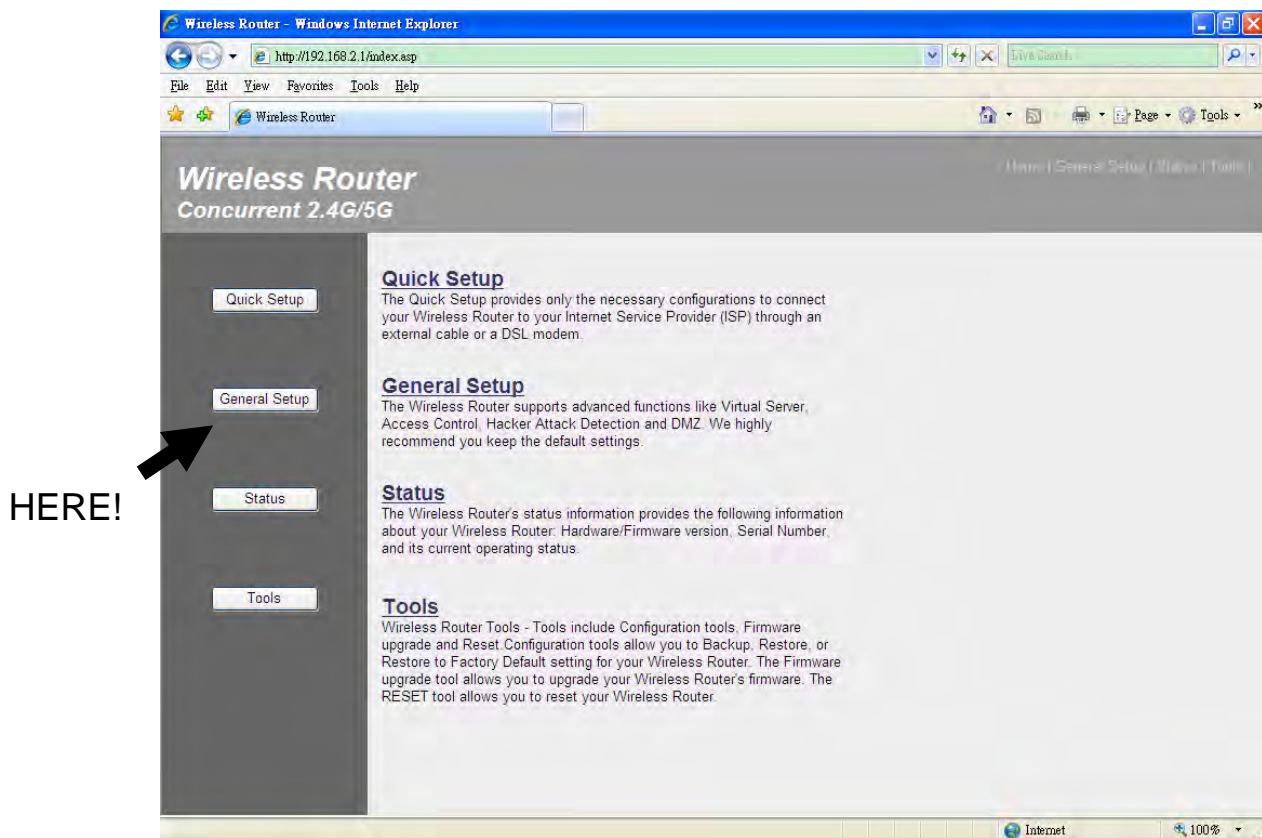 Wireless Router - Windows Internet Explorer
http://192.168.2.1/index.asp
Live Search
File Edit View Favorites Tools Help
Wireless Router
Page Tools »
Wireless Router
Concurrent 2.4G/5G
Home | General Setup | Status | Tools |
Quick Setup
Quick Setup
The Quick Setup provides only the necessary configurations to connect
your Wireless Router to your Internet Service Provider (ISP) through an
external cable or a DSL modem.
General Setup
General Setup
The Wireless Router supports advanced functions like Virtual Server,
Access Control, Hacker Attack Detection and DMZ. We highly
recommend you keep the default settings.
HERE!
Status
Status
The Wireless Router's status information provides the following information
about your Wireless Router: Hardware/Firmware version, Serial Number,
and its current operating status.
Tools
Tools
Wireless Router Tools - Tools include Configuration tools, Firmware
upgrade and Reset.Configuration tools allow you to Backup, Restore, or
Restore to Factory Default setting for your Wireless Router. The Firmware
upgrade tool allows you to upgrade your Wireless Router's firmware. The
RESET tool allows you to reset your Wireless Router.
Internet
100%